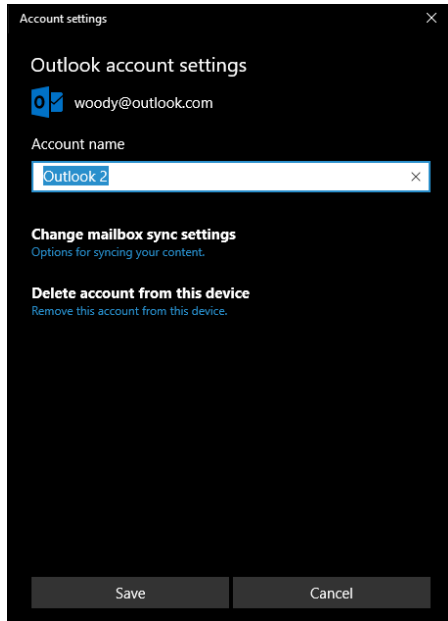 Account settings
Outlook account settings
woody@outlook.com
Account name
Outlook 2
Change mailbox sync settings
Options for syncing your content.
Delete account from this device
Remove this account from this device.
Save Cancel